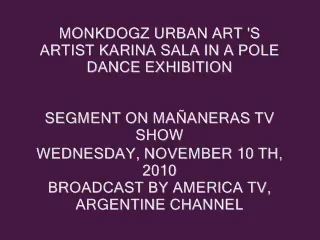 MONKDOGZ URBAN ART 'S
ARTIST KARINA SALA IN A POLE
DANCE EXHIBITION
SEGMENT ON MAÑANERAS TV
SHOW
WEDNESDAY, NOVEMBER 10 TH,
2010
BROADCAST BY AMERICA TV,
ARGENTINE CHANNEL